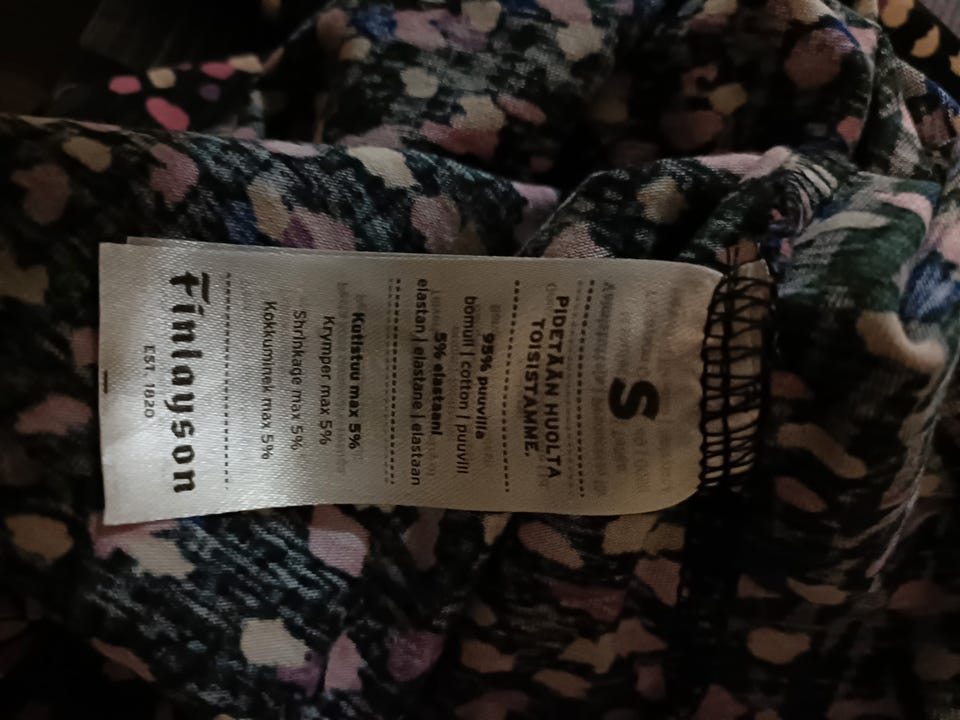 S
PIDETÄÄN HUOLTA
TOISISTAMME.
95% puuvilla
bomull | cotton | puuvill
5% elastaani
elastan | elastane | elastaan
Kutistuu max 5%
Krymper max 5%
Shrinkage max 5%
Kokkuminek max 5%
Finlayson
EST. 1820